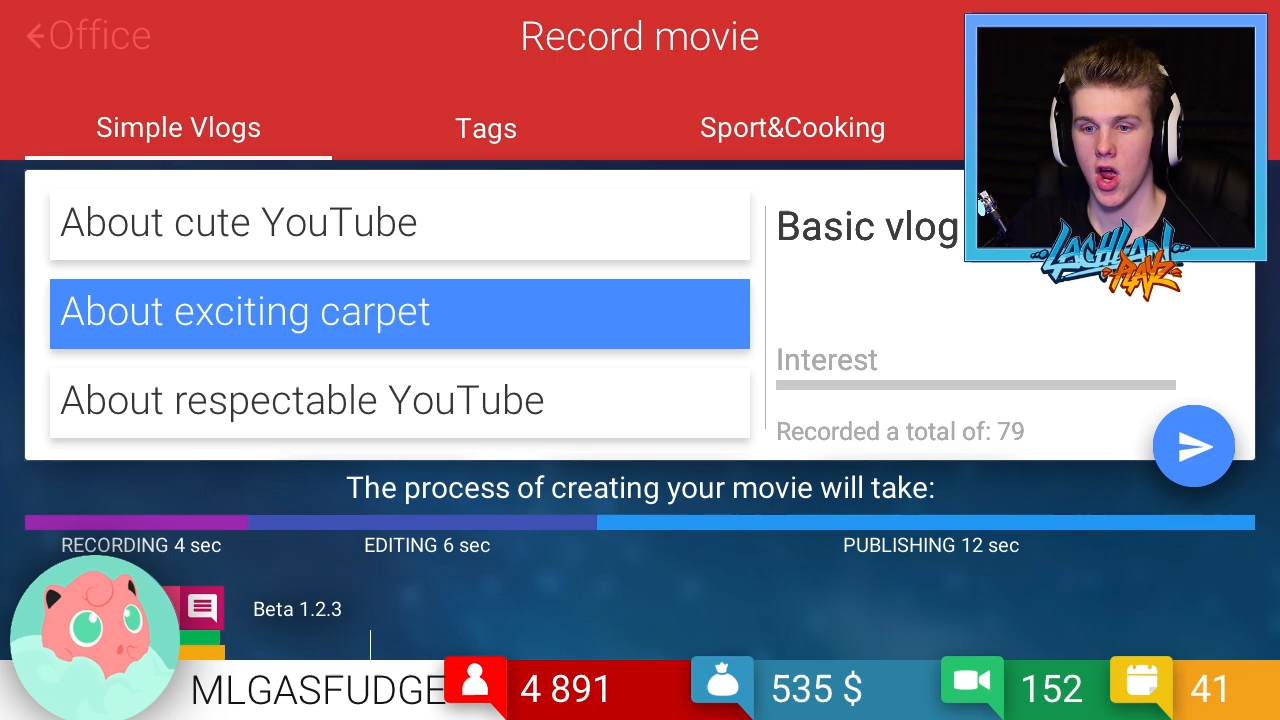 Office
Record movie
Simple Vlogs
Tags
Sport&Cooking
LACHLAN
PLAYZ
About cute YouTube
About exciting carpet
About respectable YouTube
Basic vlog
Interest
Recorded a total of: 79
The process of creating your movie will take:
RECORDING 4 sec
EDITING 6 sec
PUBLISHING 12 sec
Beta 1.2.3
MLGASFUDGE
4 891
535 $
152
41